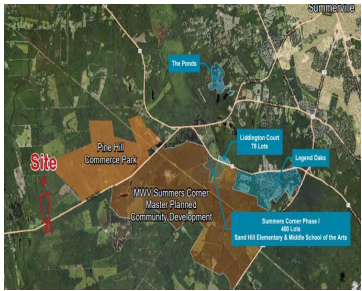 Summerville
The Ponds
Liddington Court
78 Lots
Pine Hill
Commerce Park
Legend Oaks
Site
MWV Summers Corner
Master Planned
Community Development
Summers Corner Phase I
400 Lots
Sand Hill Elementary & Middle School of the Arts